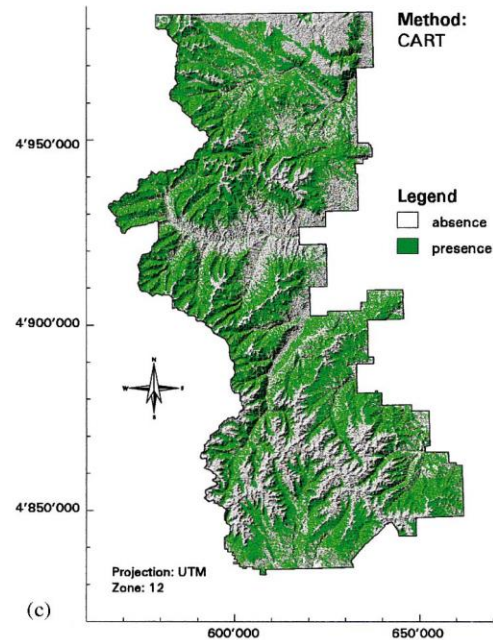 Method:
CART
4'950'000
Legend
absence
presence
4'900'000
N
W
E
S
4'850'000
Projection: UTM
Zone: 12
(c)
600'000
650'000